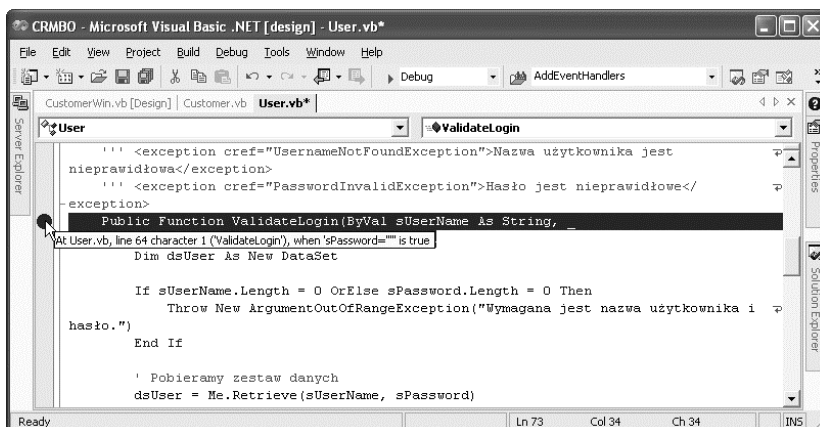 CRMBO - Microsoft Visual Basic .NET [design] - User.vb*
File Edit View Project Build Debug Tools Window Help
Debug AddEventHandlers
CustomerWin.vb [Design] Customer.vb User.vb*
Server Explorer
User ValidateLogin
''' <exception cref="UsernameNotFoundException">Nazwa użytkownika jest
nieprawidłowa</exception>
''' <exception cref="PasswordInvalidException">Hasło jest nieprawidłowe</
exception>
Public Function ValidateLogin(ByVal sUserName As String, _
At User.vb, line 64 character 1 ('ValidateLogin'), when 'sPassword=""' is true
Dim dsUser As New DataSet
If sUserName.Length = 0 OrElse sPassword.Length = 0 Then
Throw New ArgumentOutOfRangeException("Wymagana jest nazwa użytkownika i
hasło.")
End If
' Pobieramy zestaw danych
dsUser = Me.Retrieve(sUserName, sPassword)
Properties
Solution Explorer
Ready Ln 73 Col 34 Ch 34 INS